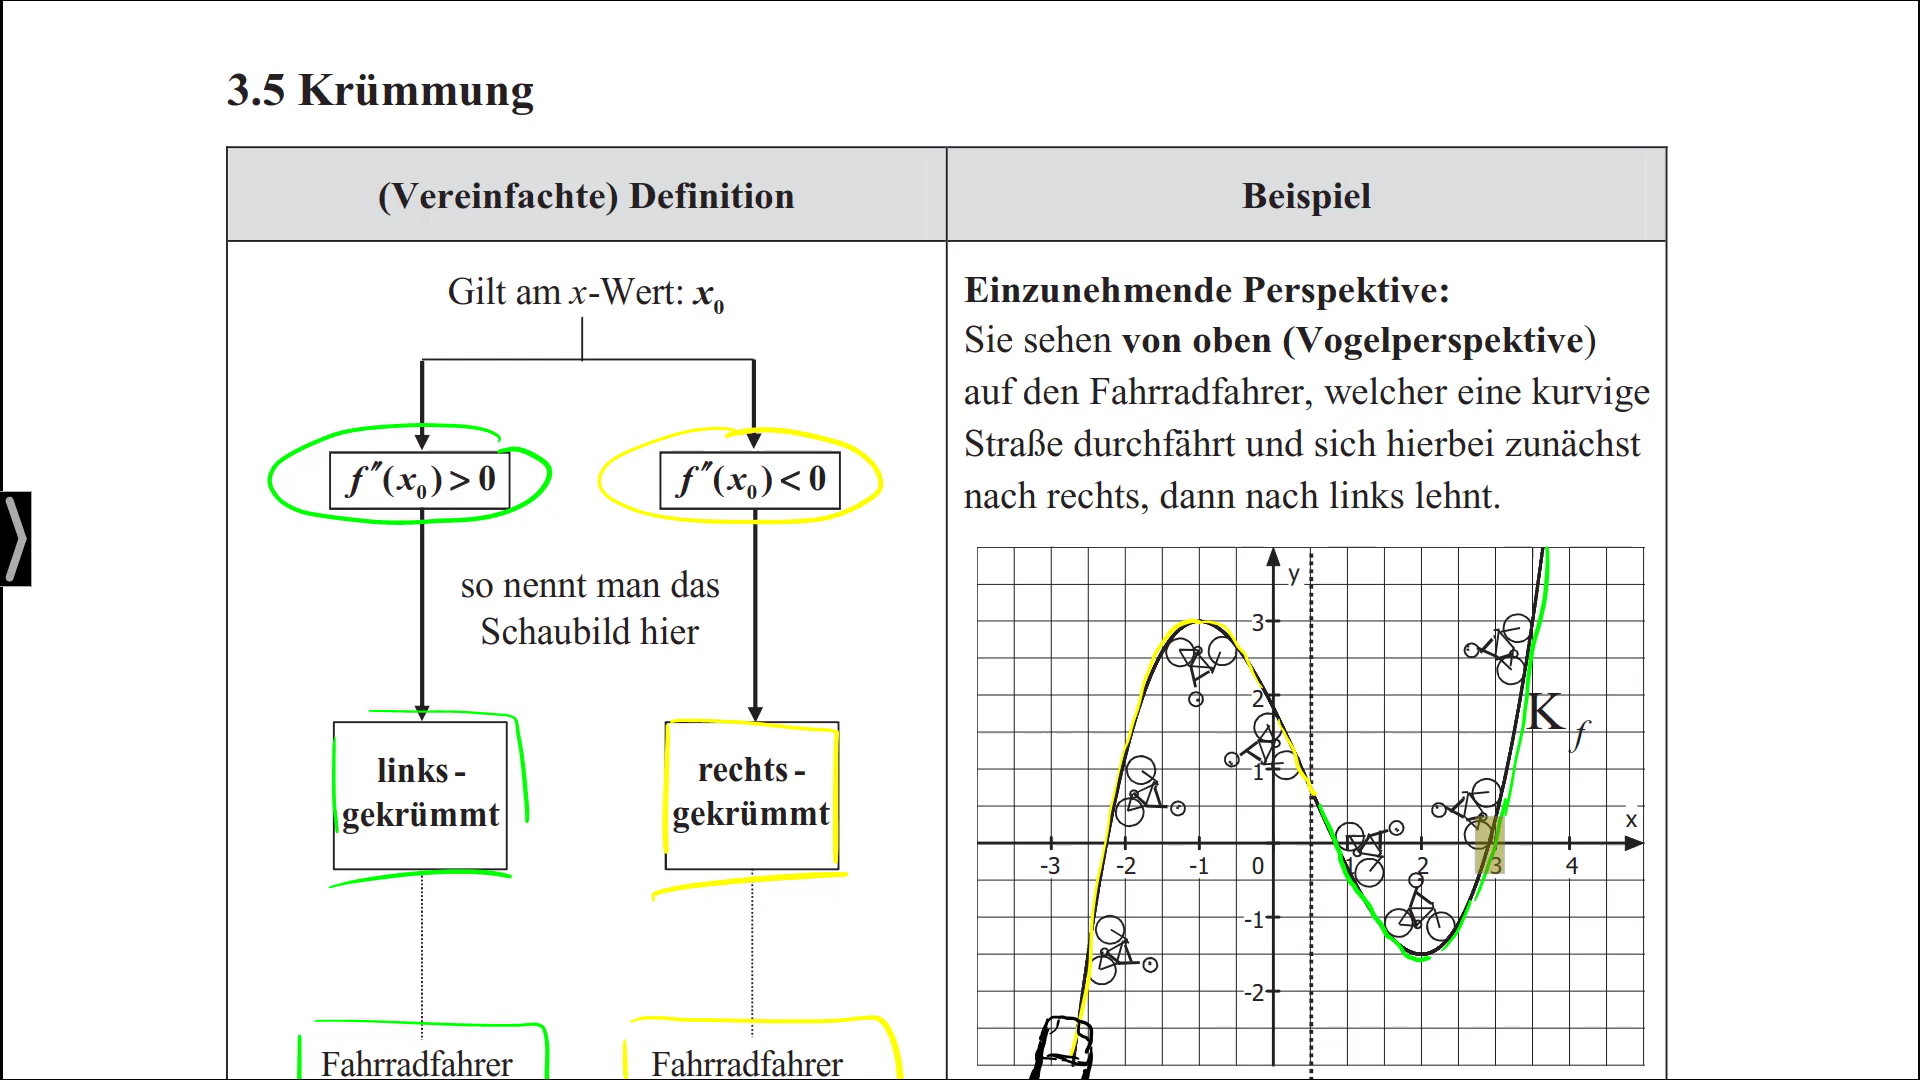 3.5 Krümmung
(Vereinfachte) Definition
Beispiel
Gilt am x-Wert: x₀
f″(x₀) > 0
f″(x₀) < 0
so nennt man das
Schaubild hier
links-
gekrümmt
rechts-
gekrümmt
Fahrradfahrer
Fahrradfahrer
Einzunehmende Perspektive:
Sie sehen von oben (Vogelperspektive)
auf den Fahrradfahrer, welcher eine kurvige
Straße durchfährt und sich hierbei zunächst
nach rechts, dann nach links lehnt.
y
3
2
1
K f
x
-3 -2 -1 0 1 2 3 4
-1
-2